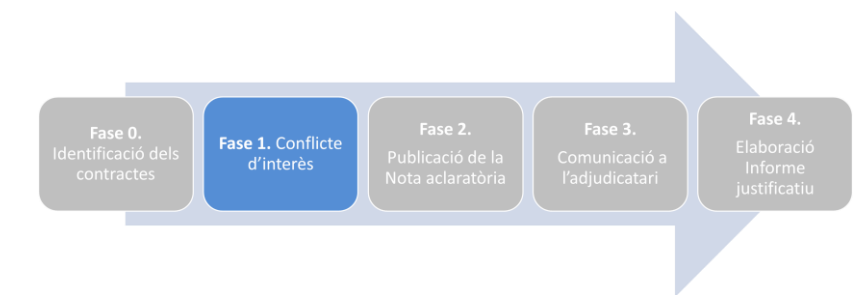 Fase 0.
Identificació dels
contractes
Fase 1. Conflicte
d'interès
Fase 2.
Publicació de la
Nota aclaratòria
Fase 3.
Comunicació a
l'adjudicatari
Fase 4.
Elaboració
Informe
justificatiu